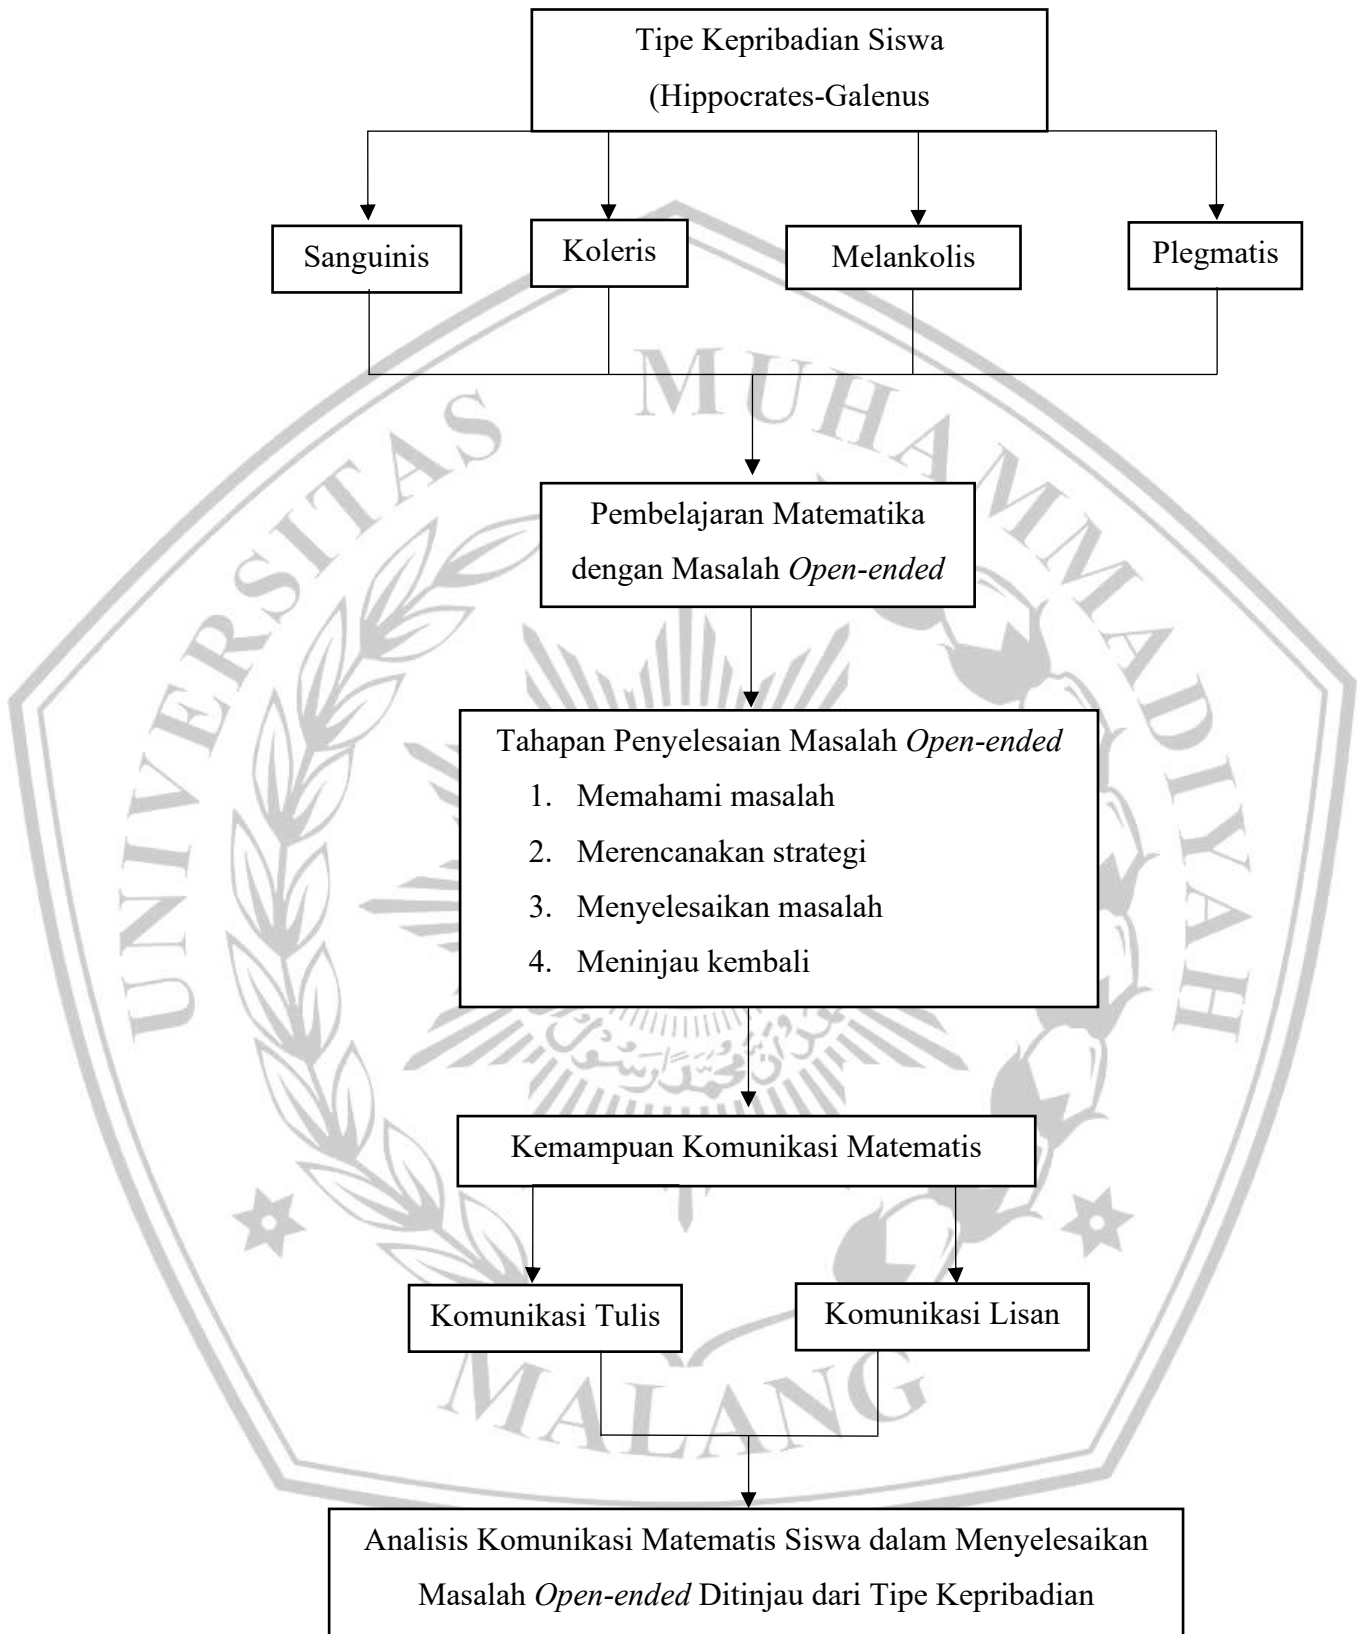 Tipe Kepribadian Siswa
(Hippocrates-Galenus
Sanguinis
Koleris
Melankolis
Plegmatis
Pembelajaran Matematika
dengan Masalah Open-ended
Tahapan Penyelesaian Masalah Open-ended
1. Memahami masalah
2. Merencanakan strategi
3. Menyelesaikan masalah
4. Meninjau kembali
Kemampuan Komunikasi Matematis
Komunikasi Tulis
Komunikasi Lisan
Analisis Komunikasi Matematis Siswa dalam Menyelesaikan
Masalah Open-ended Ditinjau dari Tipe Kepribadian
UNIVERSITAS MUHAMMADIYAH
MALANG